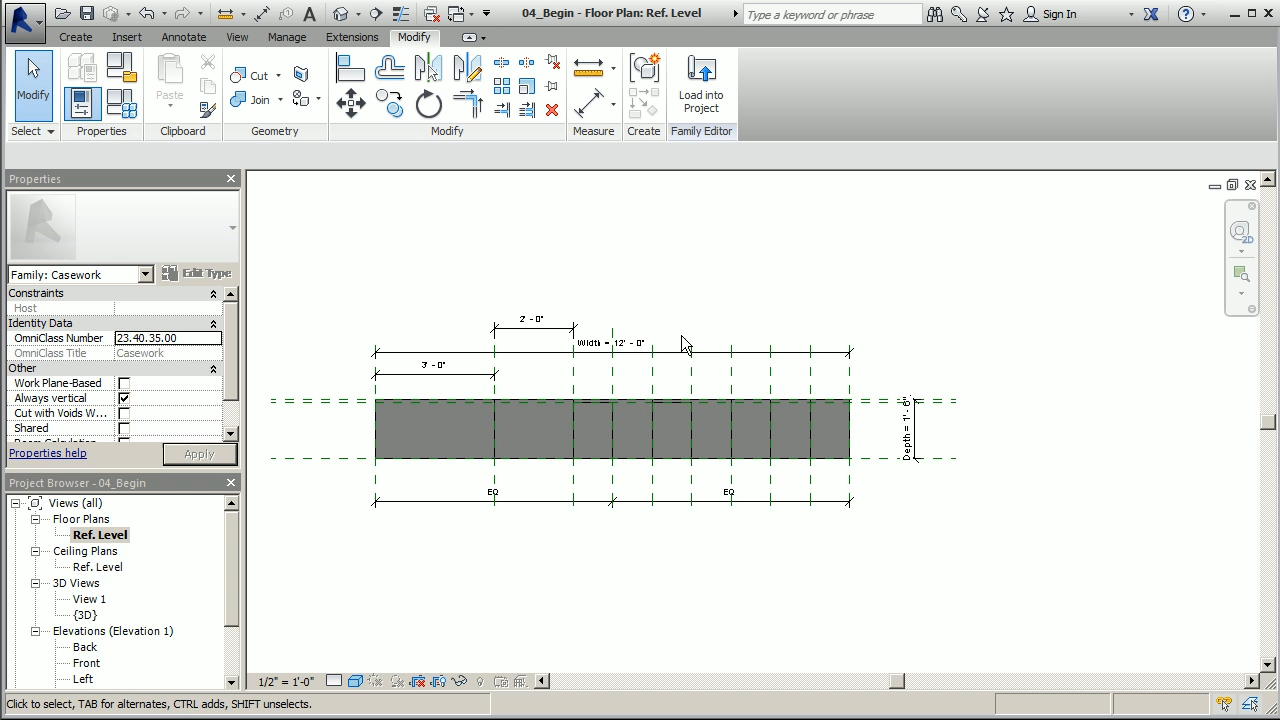 04_Begin - Floor Plan: Ref. Level
Type a keyword or phrase
Sign In
Create
Insert
Annotate
View
Manage
Extensions
Modify
Modify
Paste
Cut
Join
Load into
Project
Select
Properties
Clipboard
Geometry
Modify
Measure
Create
Family Editor
Properties
Family: Casework
Edit Type
Constraints
Host
Identity Data
OmniClass Number
23.40.35.00
OmniClass Title
Casework
Other
Work Plane-Based
Always vertical
Cut with Voids W...
Shared
Properties help
Apply
Project Browser - 04_Begin
Views (all)
Floor Plans
Ref. Level
Ceiling Plans
Ref. Level
3D Views
View 1
{3D}
Elevations (Elevation 1)
Back
Front
Left
2D
2' - 0"
Width = 12' - 0"
3' - 0"
Depth = 1' - 6"
EQ
EQ
1/2" = 1'-0"
Click to select, TAB for alternates, CTRL adds, SHIFT unselects.